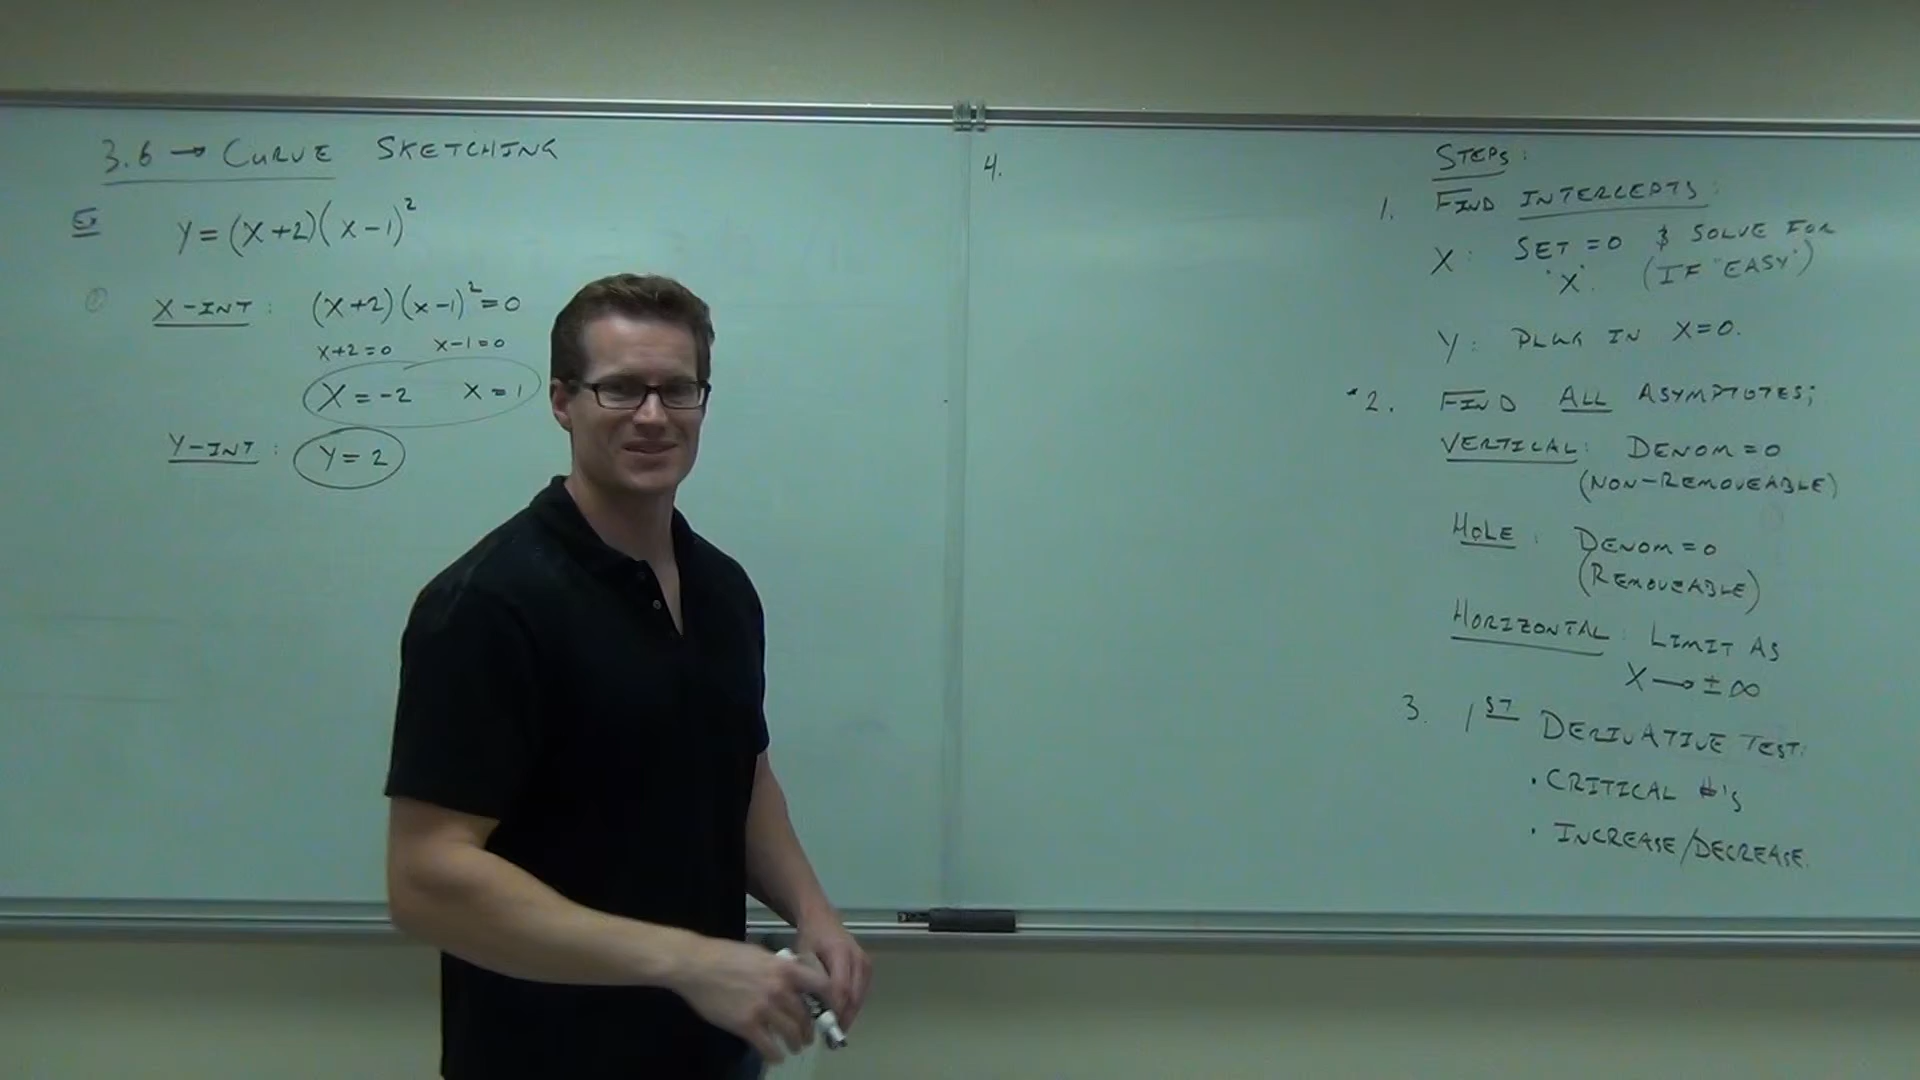 3.6 → CURVE SKETCHING
Ex Y = (X+2)(X-1)²
① X-INT: (X+2)(X-1)² = 0
X+2=0 X-1=0
X = -2 X = 1
Y-INT: Y = 2
4.
STEPS:
1. FIND INTERCEPTS:
X: SET = 0 & SOLVE FOR
"X". (IF "EASY")
Y: PLUG IN X=0.
*2. FIND ALL ASYMPTOTES;
VERTICAL: DENOM = 0
(NON-REMOVEABLE)
HOLE: DENOM = 0
(REMOVEABLE)
HORIZONTAL: LIMIT AS
X → ±∞
3. 1ST DERIVATIVE TEST:
• CRITICAL #'S
• INCREASE/DECREASE.